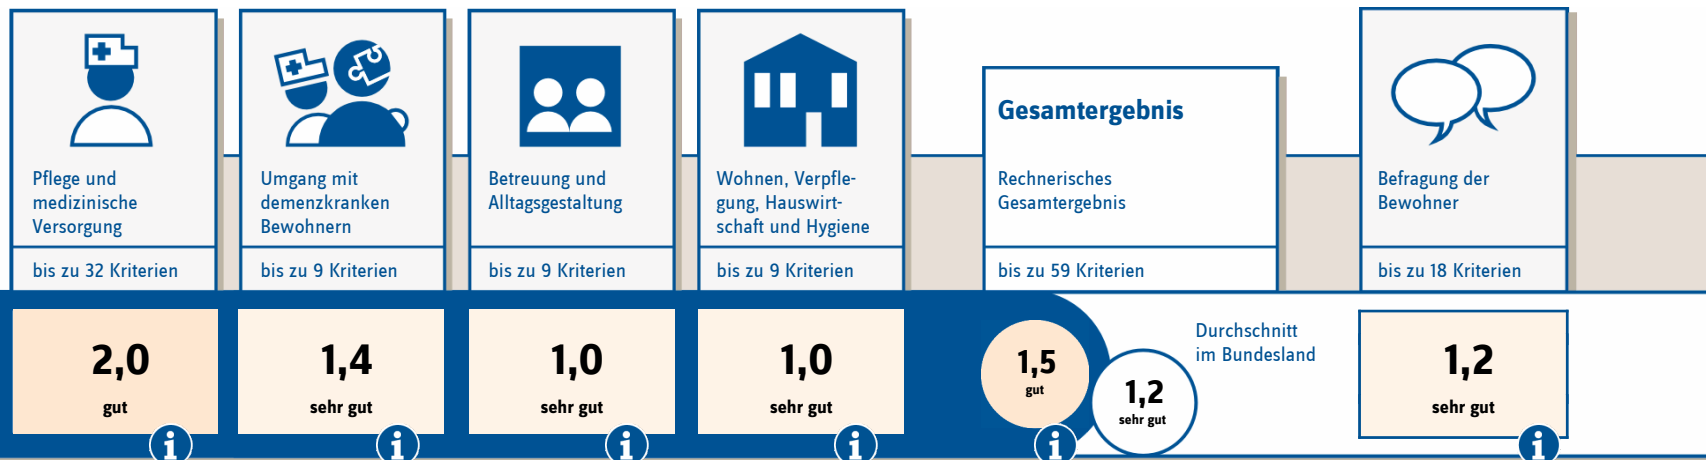 Pflege und
medizinische
Versorgung
bis zu 32 Kriterien
2,0
gut
i
Umgang mit
demenzkranken
Bewohnern
bis zu 9 Kriterien
1,4
sehr gut
i
Betreuung und
Alltagsgestaltung
bis zu 9 Kriterien
1,0
sehr gut
i
Wohnen, Verpfle-
gung, Hauswirt-
schaft und Hygiene
bis zu 9 Kriterien
1,0
sehr gut
i
Gesamtergebnis
Rechnerisches
Gesamtergebnis
bis zu 59 Kriterien
1,5
gut
i
Durchschnitt
im Bundesland
1,2
sehr gut
Befragung der
Bewohner
bis zu 18 Kriterien
1,2
sehr gut
i